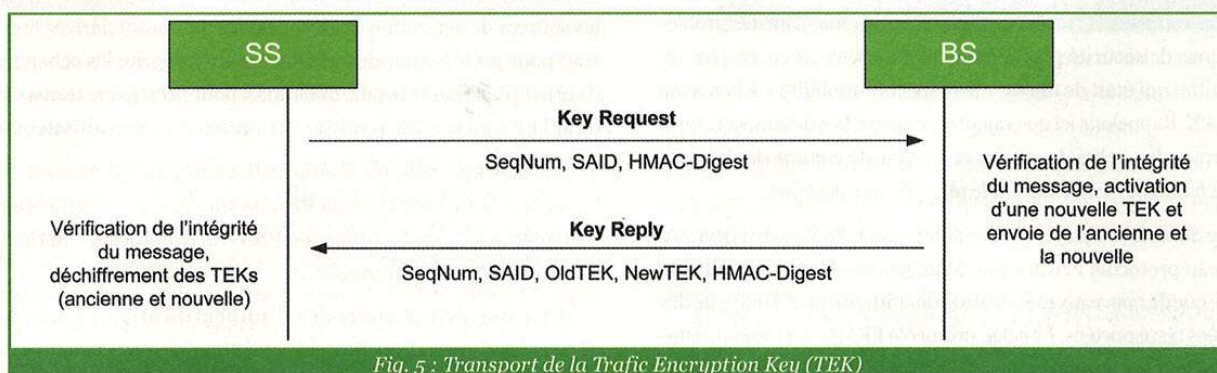 SS
BS
Key Request
SeqNum, SAID, HMAC-Digest
Vérification de l'intégrité
du message, activation
d'une nouvelle TEK et
envoie de l'ancienne et
la nouvelle
Vérification de l'intégrité
du message,
déchiffrement des TEKs
(ancienne et nouvelle)
Key Reply
SeqNum, SAID, OldTEK, NewTEK, HMAC-Digest
Fig. 5 : Transport de la Trafic Encryption Key (TEK)